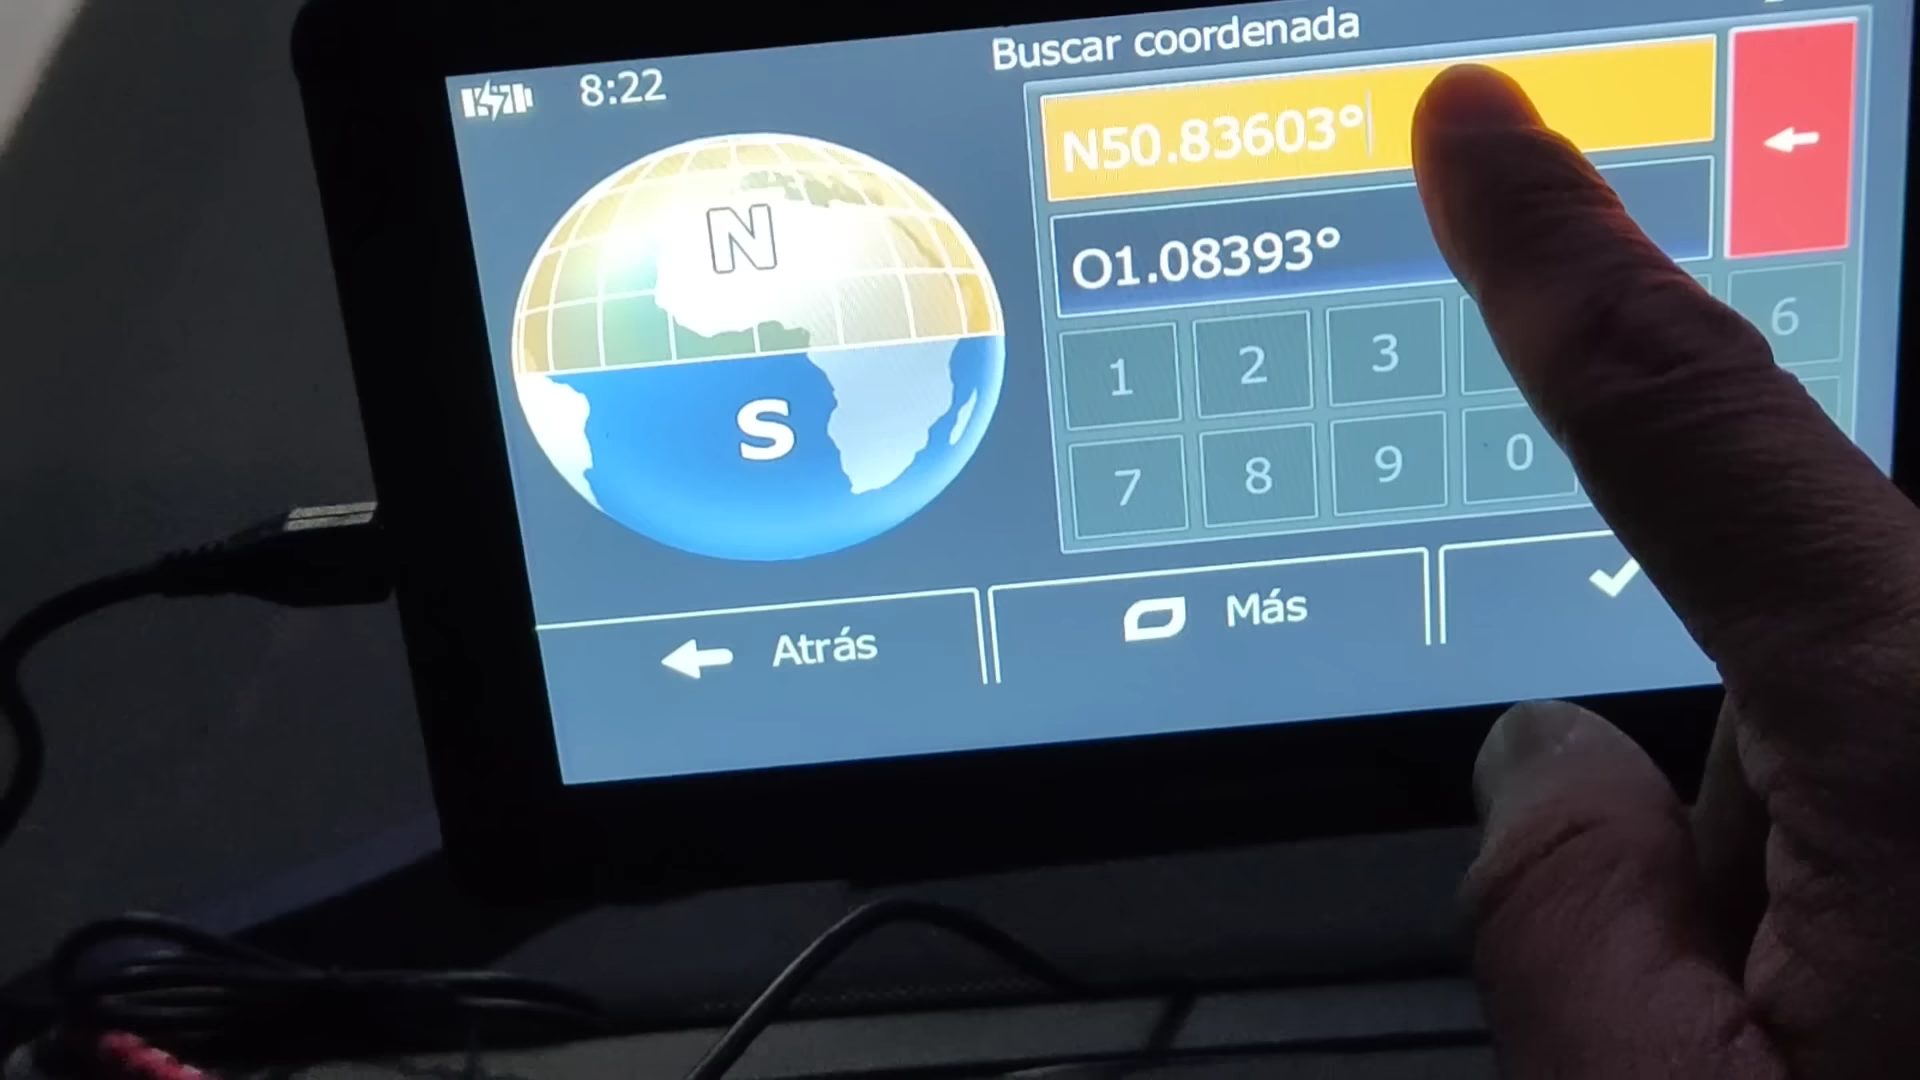 8:22
Buscar coordenada
N50.83603°
O1.08393°
N
S
1 2 3 6
7 8 9 0
Atrás
Más